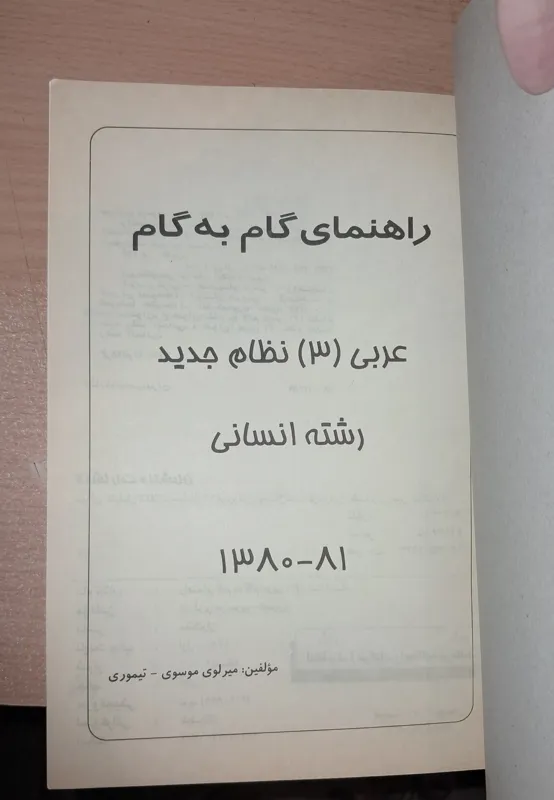 راهنمای گام به گام
عربی (۳) نظام جدید
رشته انسانی
۱۳۸۰-۸۱
مؤلفین: میرلوی موسوی - تیموری